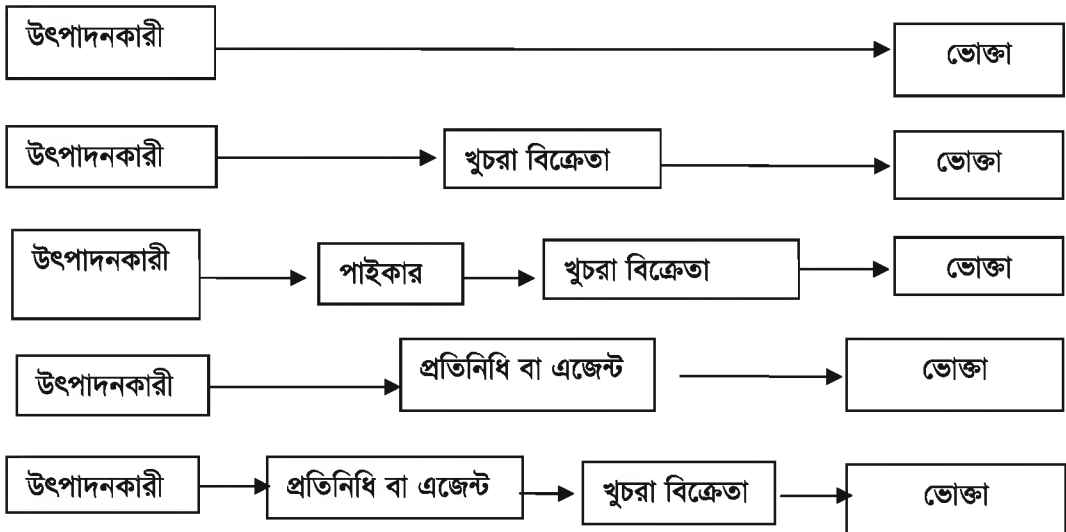 উৎপাদনকারী ভোক্তা
উৎপাদনকারী খুচরা বিক্রেতা ভোক্তা
উৎপাদনকারী পাইকার খুচরা বিক্রেতা ভোক্তা
উৎপাদনকারী প্রতিনিধি বা এজেন্ট ভোক্তা
উৎপাদনকারী প্রতিনিধি বা এজেন্ট খুচরা বিক্রেতা ভোক্তা